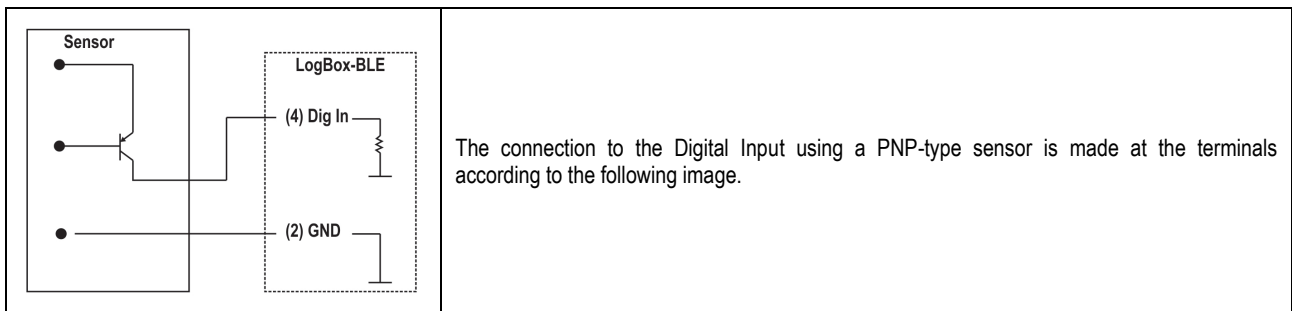 Sensor
LogBox-BLE
(4) Dig In
(2) GND
The connection to the Digital Input using a PNP-type sensor is made at the terminals
according to the following image.